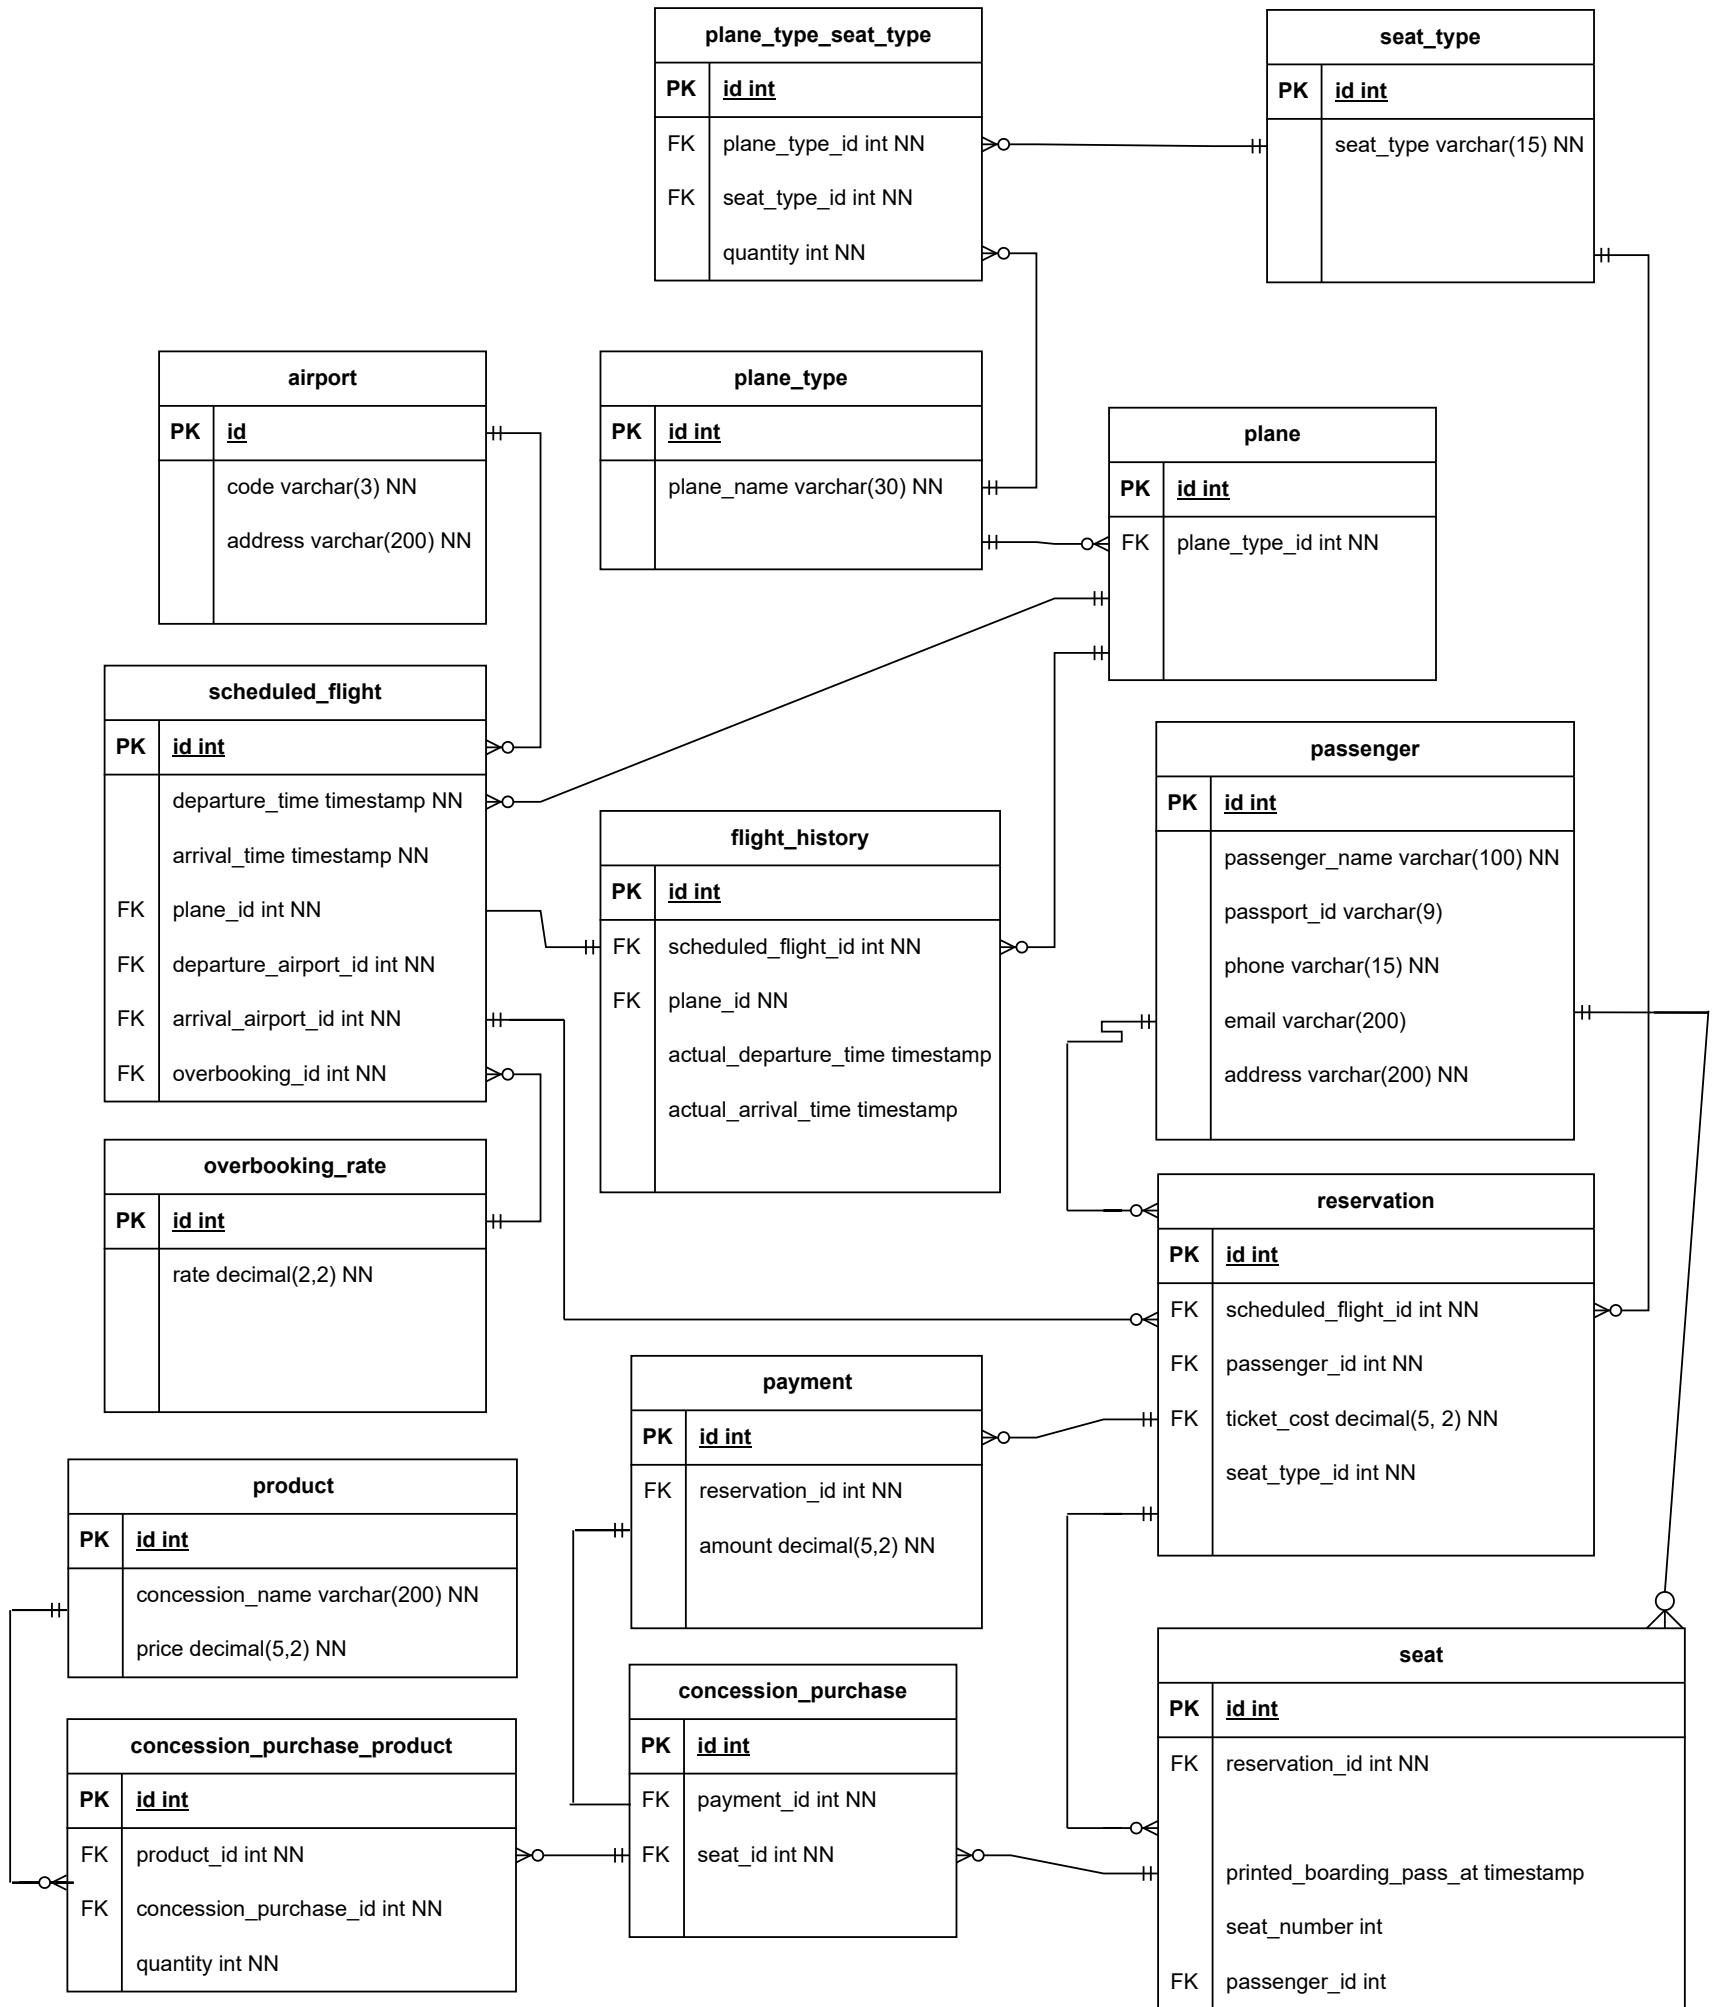 plane_type_seat_type
PK id int
FK plane_type_id int NN
FK seat_type_id int NN
quantity int NN
seat_type
PK id int
seat_type varchar(15) NN
airport
PK id
code varchar(3) NN
address varchar(200) NN
plane_type
PK id int
plane_name varchar(30) NN
plane
PK id int
FK plane_type_id int NN
scheduled_flight
PK id int
departure_time timestamp NN
arrival_time timestamp NN
FK plane_id int NN
FK departure_airport_id int NN
FK arrival_airport_id int NN
FK overbooking_id int NN
flight_history
PK id int
FK scheduled_flight_id int NN
FK plane_id NN
actual_departure_time timestamp
actual_arrival_time timestamp
passenger
PK id int
passenger_name varchar(100) NN
passport_id varchar(9)
phone varchar(15) NN
email varchar(200)
address varchar(200) NN
overbooking_rate
PK id int
rate decimal(2,2) NN
reservation
PK id int
FK scheduled_flight_id int NN
FK passenger_id int NN
FK ticket_cost decimal(5, 2) NN
seat_type_id int NN
payment
PK id int
FK reservation_id int NN
amount decimal(5,2) NN
product
PK id int
concession_name varchar(200) NN
price decimal(5,2) NN
concession_purchase
PK id int
FK payment_id int NN
FK seat_id int NN
concession_purchase_product
PK id int
FK product_id int NN
FK concession_purchase_id int NN
quantity int NN
seat
PK id int
FK reservation_id int NN
printed_boarding_pass_at timestamp
seat_number int
FK passenger_id int